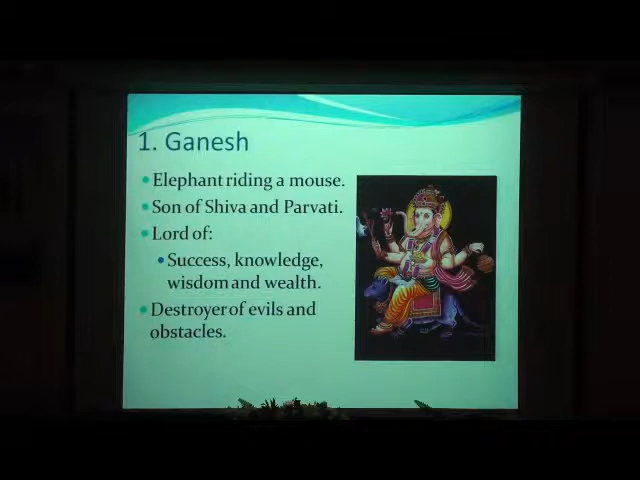 1. Ganesh
Elephant riding a mouse.
Son of Shiva and Parvati.
Lord of:
Success, knowledge,
wisdom and wealth.
Destroyer of evils and
obstacles.